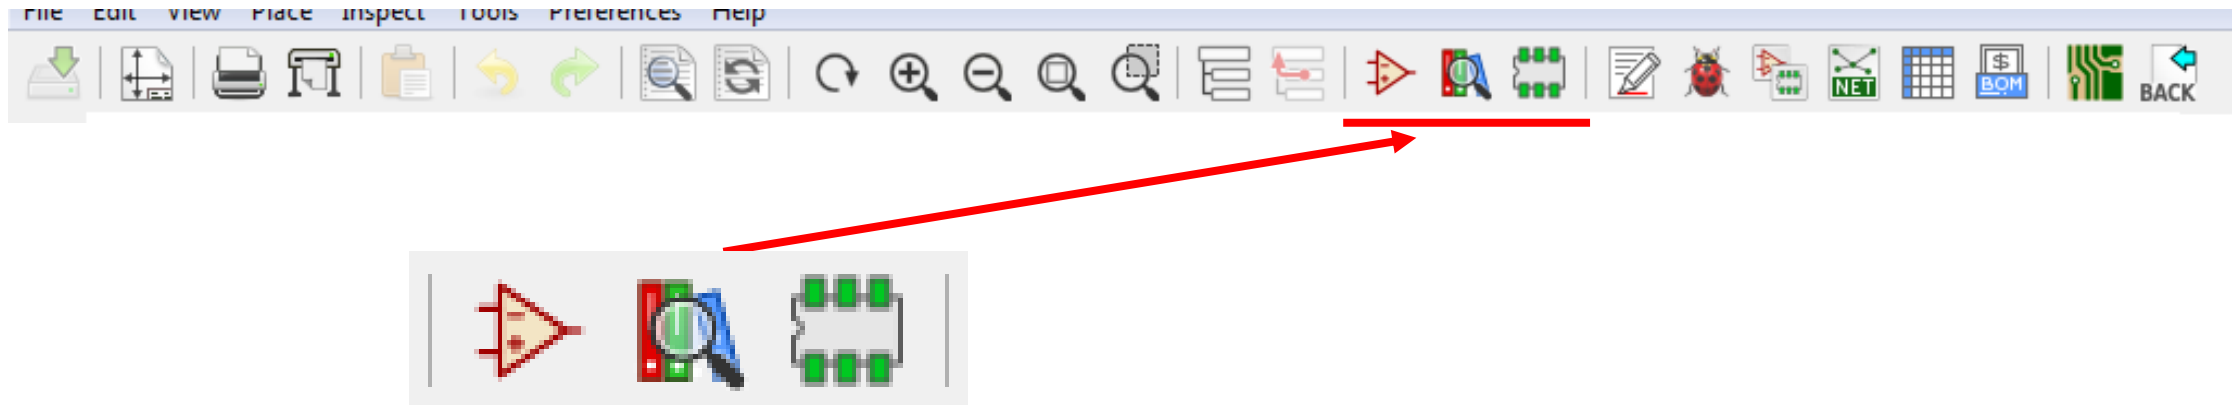 File Edit View Place Inspect Tools Preferences Help
NET
$
BOM
BACK